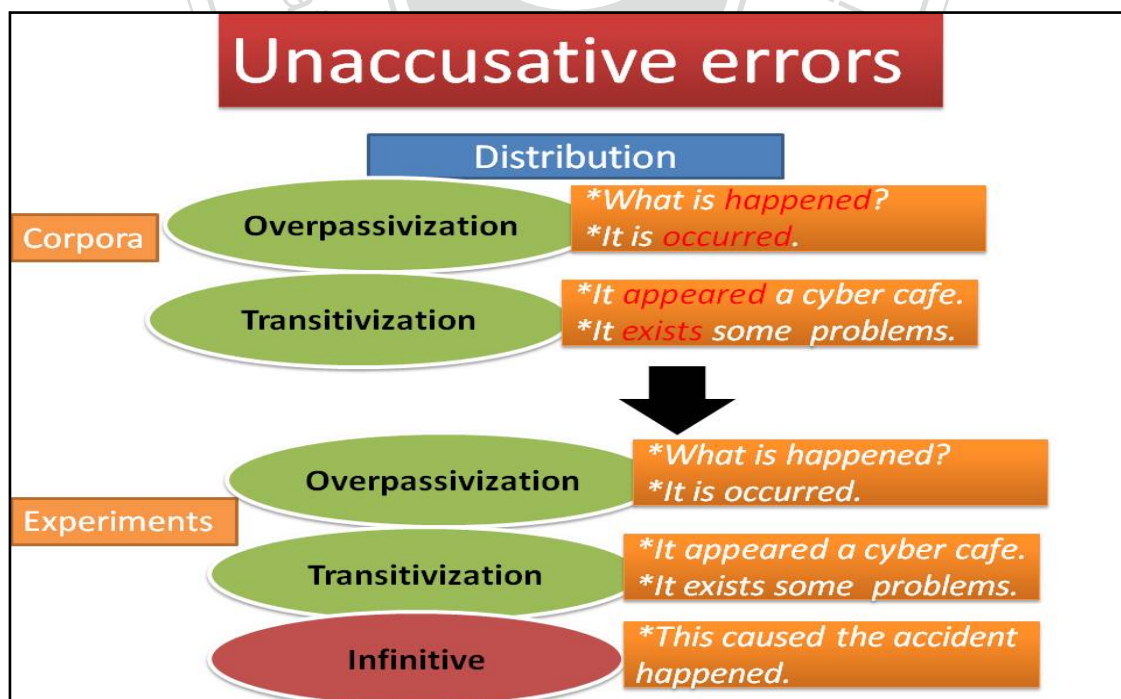 Unaccusative errors
Distribution
Corpora
Overpassivization
*What is happened?
*It is occurred.
Transitivization
*It appeared a cyber cafe.
*It exists some problems.
Experiments
Overpassivization
*What is happened?
*It is occurred.
Transitivization
*It appeared a cyber cafe.
*It exists some problems.
Infinitive
*This caused the accident
happened.